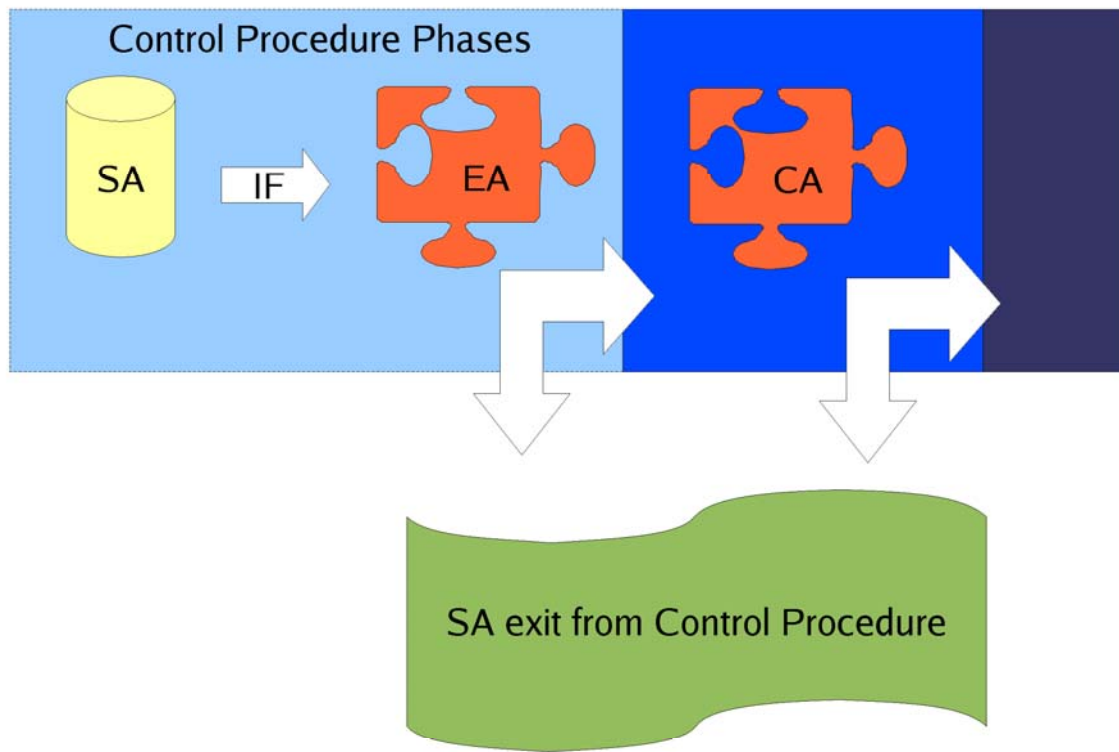 Control Procedure Phases
SA
IF
EA
CA
SA exit from Control Procedure